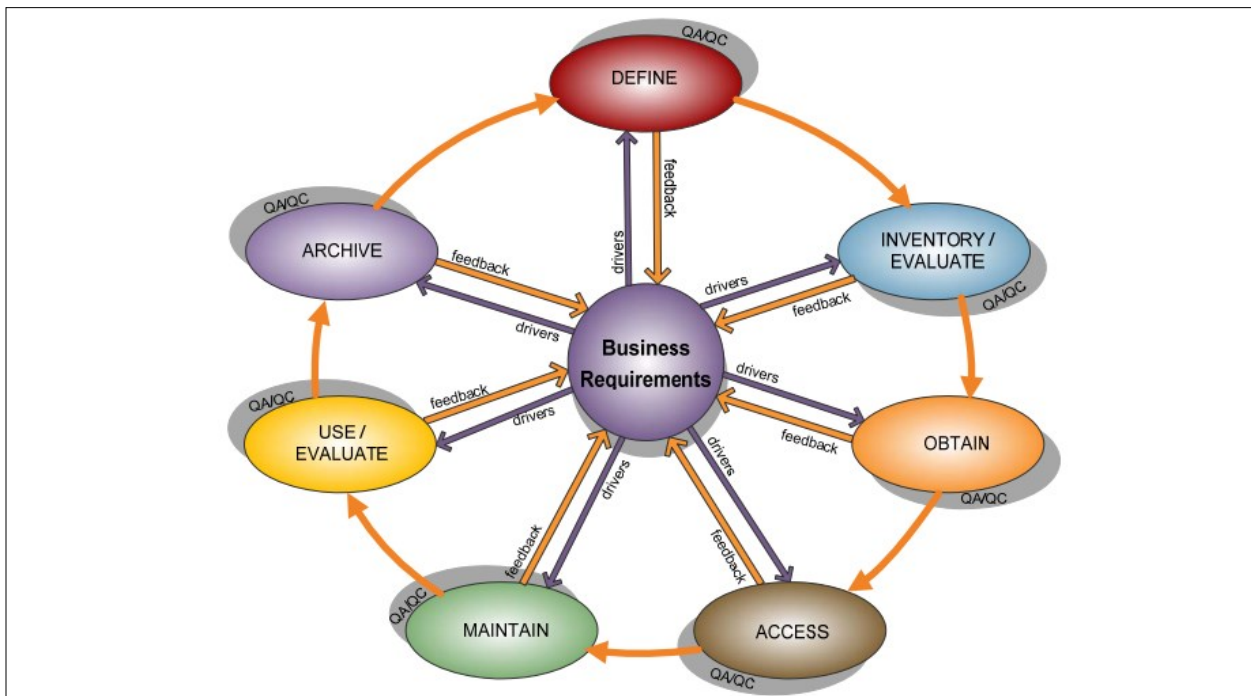 QA/QC
DEFINE
feedback
drivers
QA/QC
ARCHIVE
INVENTORY /
EVALUATE
QA/QC
feedback
drivers
drivers
feedback
Business
Requirements
QA/QC
USE /
EVALUATE
feedback
drivers
drivers
feedback
OBTAIN
QA/QC
drivers
feedback
drivers
feedback
QA/QC
MAINTAIN
ACCESS
QA/QC